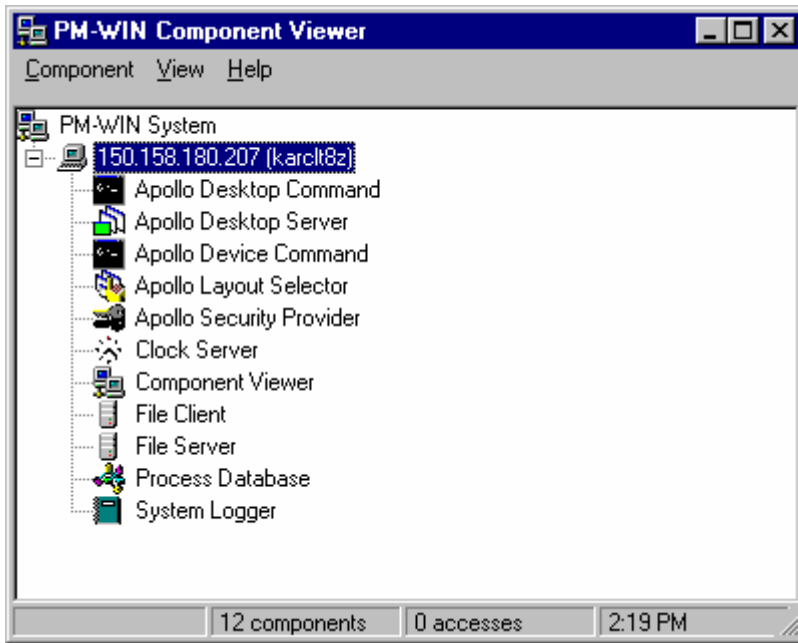 PM-WIN Component Viewer
Component View Help
PM-WIN System
150.158.180.207 (karclt8z)
Apollo Desktop Command
Apollo Desktop Server
Apollo Device Command
Apollo Layout Selector
Apollo Security Provider
Clock Server
Component Viewer
File Client
File Server
Process Database
System Logger
12 components 0 accesses 2:19 PM